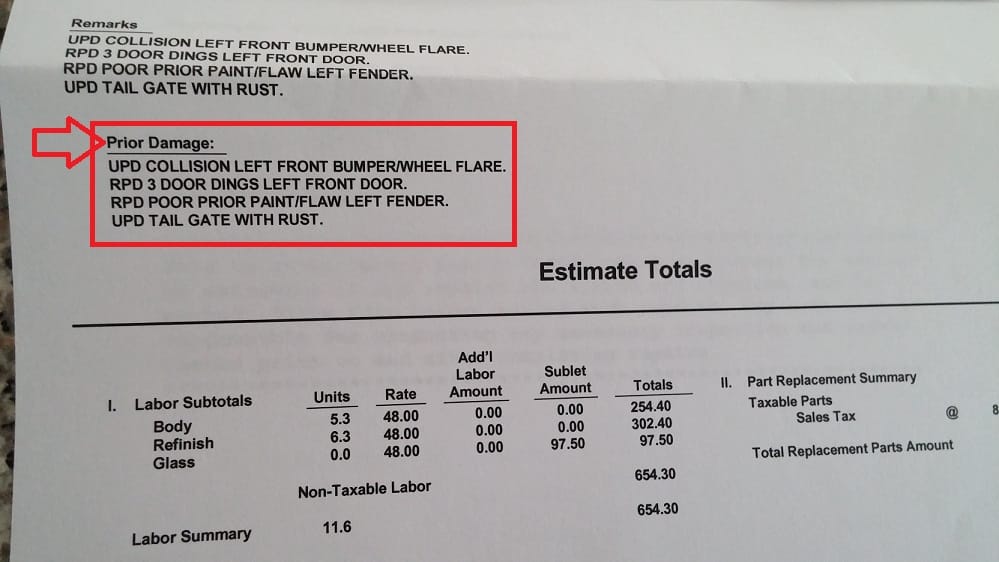 Remarks
UPD COLLISION LEFT FRONT BUMPER/WHEEL FLARE.
RPD 3 DOOR DINGS LEFT FRONT DOOR.
RPD POOR PRIOR PAINT/FLAW LEFT FENDER.
UPD TAIL GATE WITH RUST.
Prior Damage:
UPD COLLISION LEFT FRONT BUMPER/WHEEL FLARE.
RPD 3 DOOR DINGS LEFT FRONT DOOR.
RPD POOR PRIOR PAINT/FLAW LEFT FENDER.
UPD TAIL GATE WITH RUST.
Estimate Totals
I. Labor Subtotals Units Rate Add'l Labor Amount Sublet Amount Totals
Body 5.3 48.00 0.00 0.00 254.40
Refinish 6.3 48.00 0.00 0.00 302.40
Glass 0.0 48.00 0.00 97.50 97.50
Non-Taxable Labor 654.30
Labor Summary 11.6 654.30
II. Part Replacement Summary
Taxable Parts
Sales Tax @ 8
Total Replacement Parts Amount